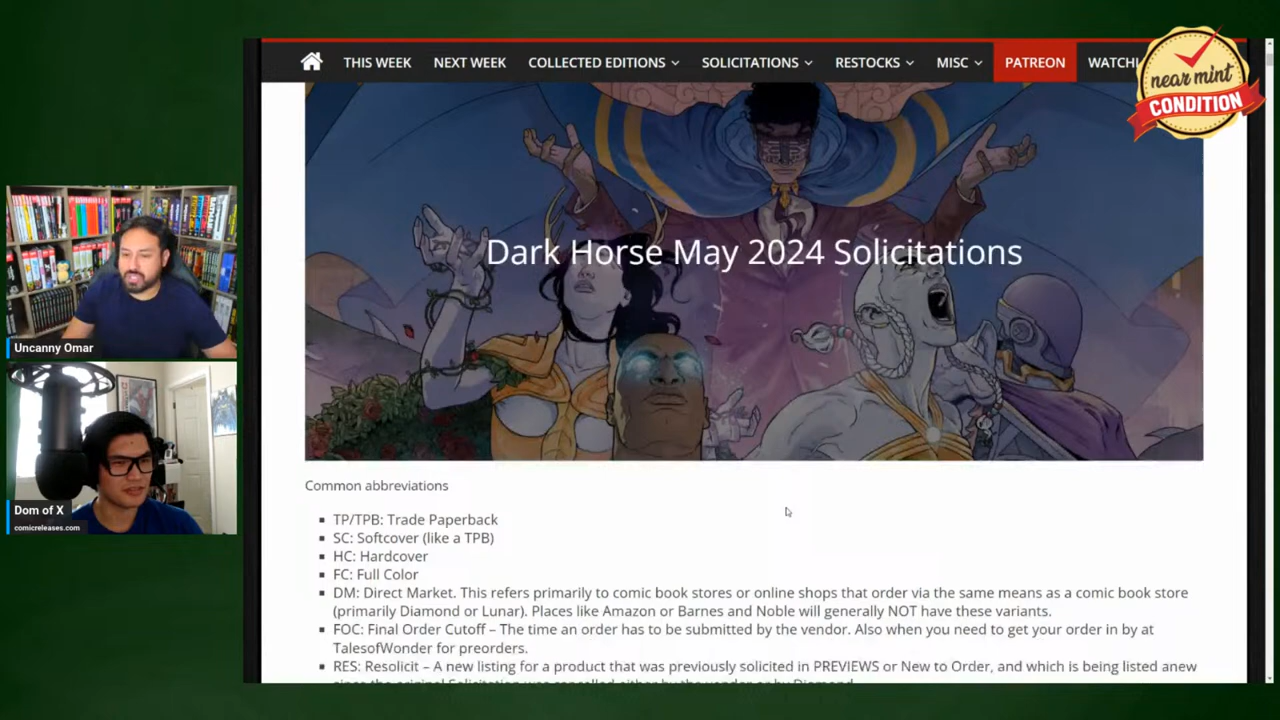 near mint
CONDITION
THIS WEEK
NEXT WEEK
COLLECTED EDITIONS
SOLICITATIONS
RESTOCKS
MISC
PATREON
Dark Horse May 2024 Solicitations
Uncanny Omar
Dom of X
comicreleases.com
Common abbreviations
TP/TPB: Trade Paperback
SC: Softcover (like a TPB)
HC: Hardcover
FC: Full Color
DM: Direct Market. This refers primarily to comic book stores or online shops that order via the same means as a comic book store
(primarily Diamond or Lunar). Places like Amazon or Barnes and Noble will generally NOT have these variants.
FOC: Final Order Cutoff – The time an order has to be submitted by the vendor. Also when you need to get your order in by at
TalesofWonder for preorders.
RES: Resolicit – A new listing for a product that was previously solicited in PREVIEWS or New to Order, and which is being listed anew